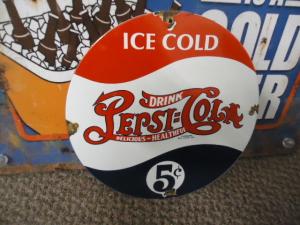 ICE COLD
DRINK
PEPSI=COLA
DELICIOUS HEALTHFUL
5¢
COLD